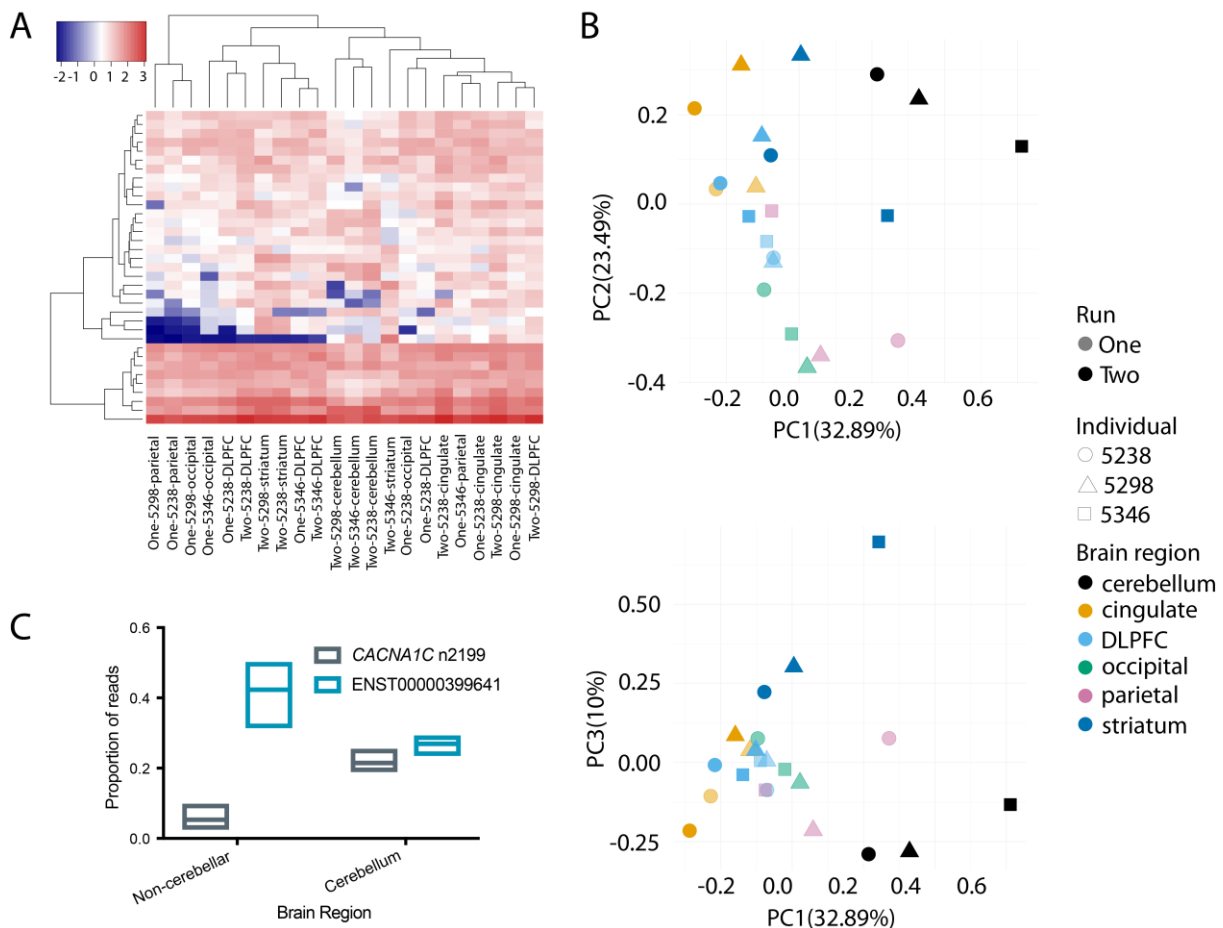 A
-2 -1 0 1 2 3
One-5298-parietal
One-5238-parietal
One-5298-occipital
One-5346-occipital
One-5238-DLPFC
Two-5238-DLPFC
Two-5298-striatum
Two-5238-striatum
One-5346-DLPFC
Two-5346-DLPFC
Two-5298-cerebellum
Two-5346-cerebellum
Two-5238-cerebellum
Two-5346-striatum
One-5238-occipital
One-5238-DLPFC
Two-5238-cingulate
One-5346-parietal
One-5238-cingulate
Two-5298-cingulate
One-5298-cingulate
Two-5298-DLPFC
B
PC2(23.49%)
0.2
0.0
-0.2
-0.4
-0.2 0.0 0.2 0.4 0.6
PC1(32.89%)
PC3(10%)
0.50
0.25
0.00
-0.25
-0.2 0.0 0.2 0.4 0.6
PC1(32.89%)
Run
One
Two
Individual
5238
5298
5346
Brain region
cerebellum
cingulate
DLPFC
occipital
parietal
striatum
C
Proportion of reads
0.6
0.4
0.2
0.0
CACNA1C n2199
ENST00000399641
Non-cerebellar
Cerebellum
Brain Region